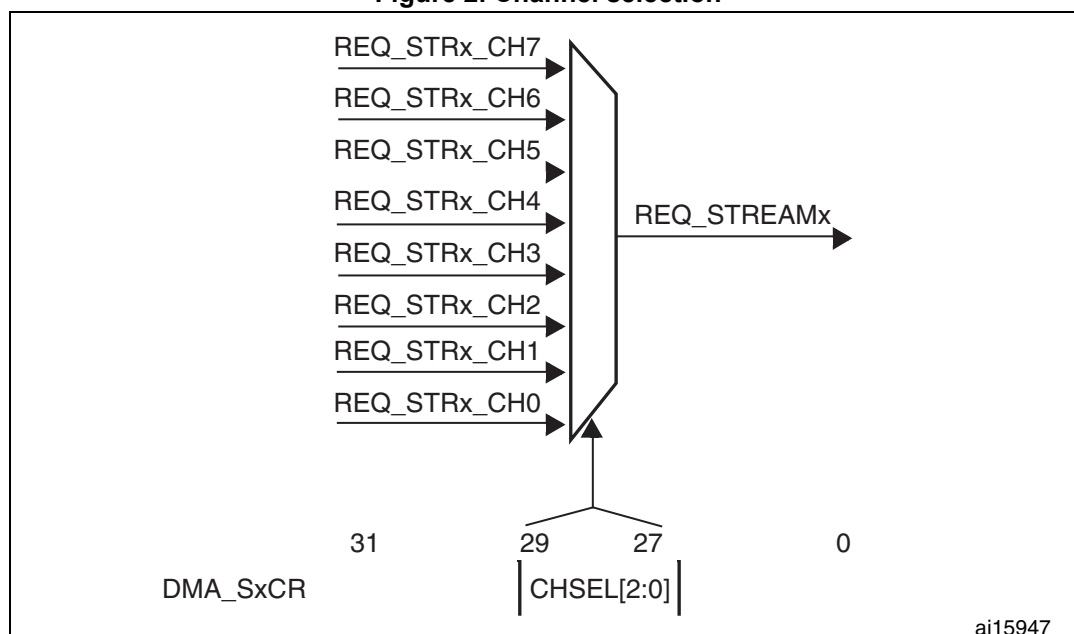 Figure 2. Channel selection
REQ_STRx_CH7
REQ_STRx_CH6
REQ_STRx_CH5
REQ_STRx_CH4
REQ_STRx_CH3
REQ_STRx_CH2
REQ_STRx_CH1
REQ_STRx_CH0
REQ_STREAMx
31 29 27 0
DMA_SxCR CHSEL[2:0]
ai15947